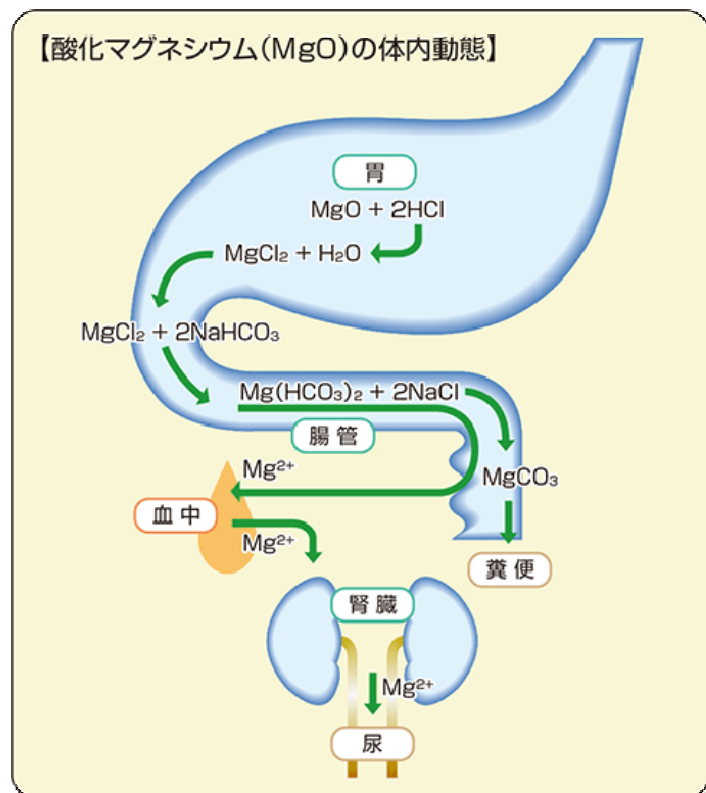 【酸化マグネシウム(MgO)の体内動態】
胃
MgO + 2HCl
MgCl₂ + H₂O
MgCl₂ + 2NaHCO₃
Mg(HCO₃)₂ + 2NaCl
腸管
Mg²⁺
MgCO₃
血中
Mg²⁺
糞便
腎臓
Mg²⁺
尿